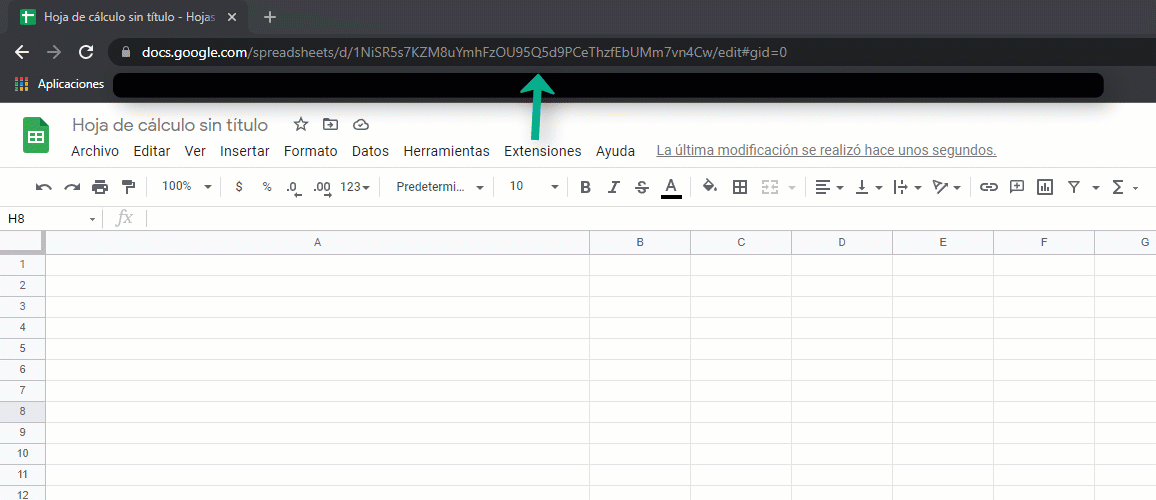 Hoja de cálculo sin título - Hojas
docs.google.com/spreadsheets/d/1NiSR5s7KZM8uYmhFzOU95Q5d9PCeThzfEbUMm7vn4Cw/edit#gid=0
Aplicaciones
Hoja de cálculo sin título
Archivo Editar Ver Insertar Formato Datos Herramientas Extensiones Ayuda La última modificación se realizó hace unos segundos.
100% $ % .0 .00 123 Predetermi... 10 B I S A Σ
H8 fx
A B C D E F G
1
2
3
4
5
6
7
8
9
10
11
12